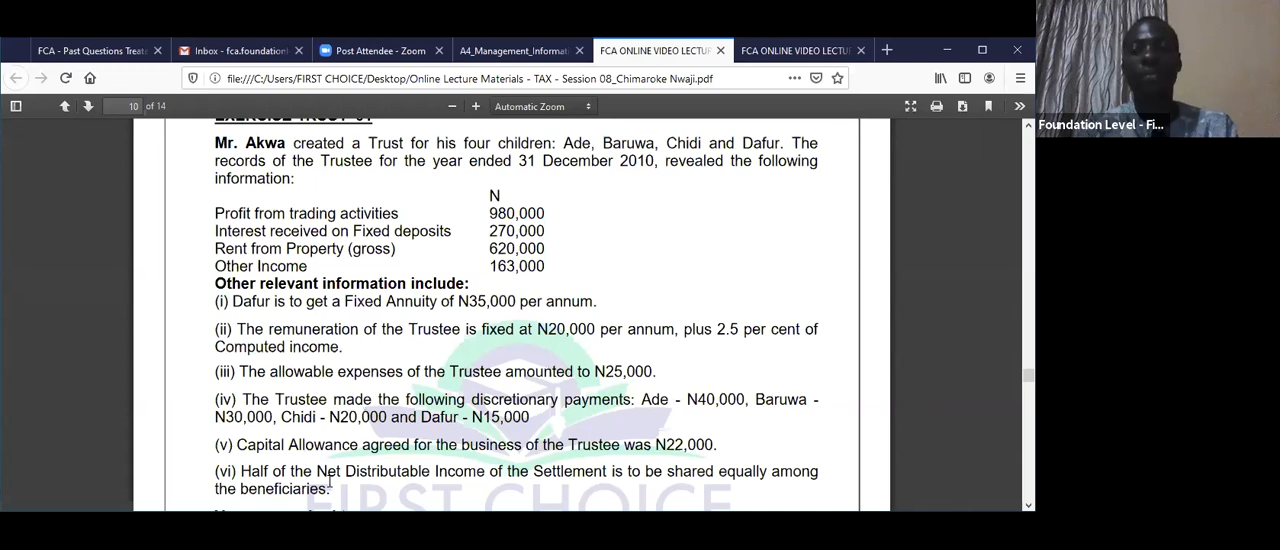 FCA - Past Questions Treat
Inbox - fca.foundation
Post Attendee - Zoom
A4_Management_Informati
FCA ONLINE VIDEO LECTUR
FCA ONLINE VIDEO LECTU
file:///C:/Users/FIRST CHOICE/Desktop/Online Lecture Materials - TAX - Session 08_Chimaroke Nwaji.pdf
10 of 14
Automatic Zoom
Foundation Level - Fi...
Mr. Akwa created a Trust for his four children: Ade, Baruwa, Chidi and Dafur. The
records of the Trustee for the year ended 31 December 2010, revealed the following
information:
N
Profit from trading activities 980,000
Interest received on Fixed deposits 270,000
Rent from Property (gross) 620,000
Other Income 163,000
Other relevant information include:
(i) Dafur is to get a Fixed Annuity of N35,000 per annum.
(ii) The remuneration of the Trustee is fixed at N20,000 per annum, plus 2.5 per cent of
Computed income.
(iii) The allowable expenses of the Trustee amounted to N25,000.
(iv) The Trustee made the following discretionary payments: Ade - N40,000, Baruwa -
N30,000, Chidi - N20,000 and Dafur - N15,000
(v) Capital Allowance agreed for the business of the Trustee was N22,000.
(vi) Half of the Net Distributable Income of the Settlement is to be shared equally among
the beneficiaries.
FIRST CHOICE